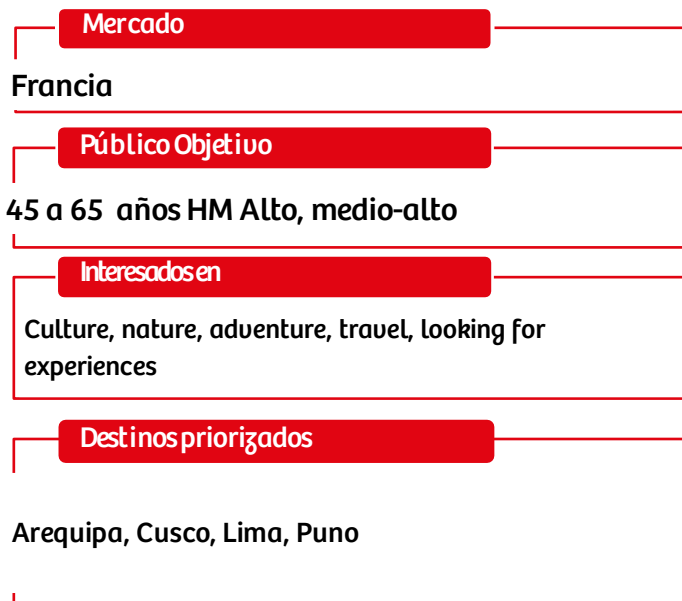 Mercado
Francia
Público Objetivo
45 a 65 años HM Alto, medio-alto
Interesados en
Culture, nature, adventure, travel, looking for
experiences
Destinos priorizados
Arequipa, Cusco, Lima, Puno